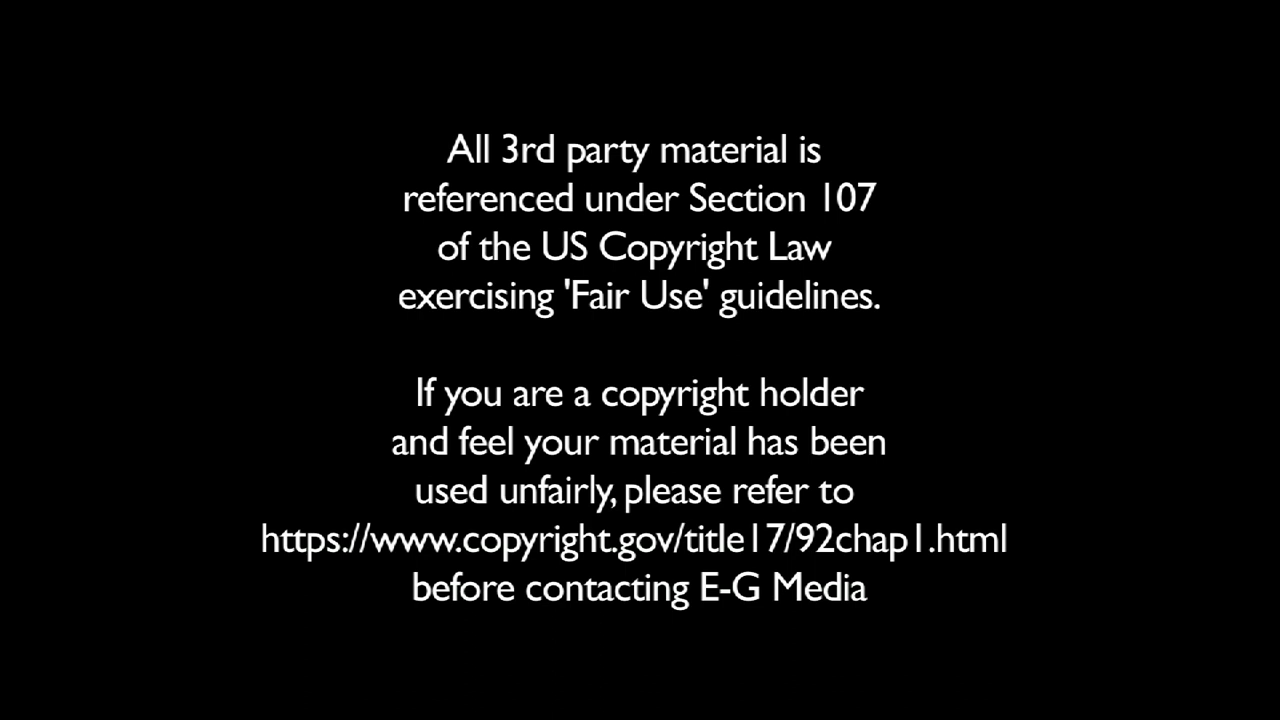 All 3rd party material is
referenced under Section 107
of the US Copyright Law
exercising 'Fair Use' guidelines.
If you are a copyright holder
and feel your material has been
used unfairly, please refer to
https://www.copyright.gov/title17/92chap1.html
before contacting E-G Media